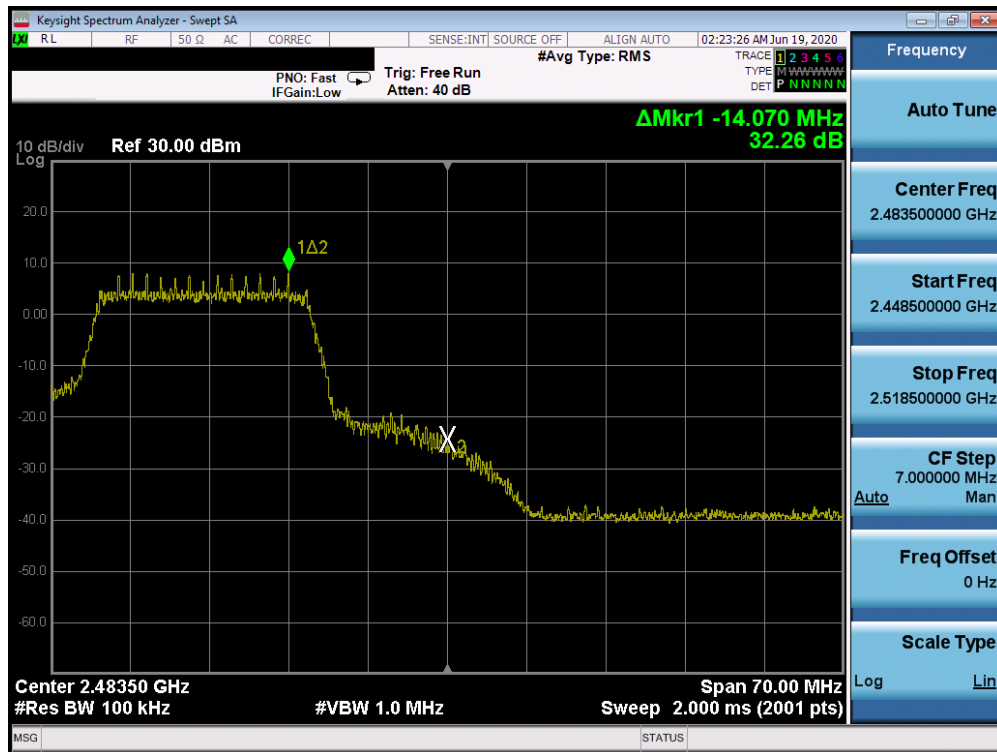 Keysight Spectrum Analyzer - Swept SA
LXI RL RF 50 Ω AC CORREC SENSE:INT SOURCE OFF ALIGN AUTO 02:23:26 AM Jun 19, 2020
#Avg Type: RMS
TRACE 1 2 3 4 5 6
TYPE M WWWWW
DET P N N N N N
PNO: Fast
IFGain:Low
Trig: Free Run
Atten: 40 dB
ΔMkr1 -14.070 MHz
32.26 dB
10 dB/div
Log
Ref 30.00 dBm
20.0
10.0
0.00
-10.0
-20.0
-30.0
-40.0
-50.0
-60.0
1Δ2
X
2
Center 2.48350 GHz
#Res BW 100 kHz
#VBW 1.0 MHz
Span 70.00 MHz
Sweep 2.000 ms (2001 pts)
MSG
STATUS
Frequency
Auto Tune
Center Freq
2.483500000 GHz
Start Freq
2.448500000 GHz
Stop Freq
2.518500000 GHz
CF Step
7.000000 MHz
Auto Man
Freq Offset
0 Hz
Scale Type
Log Lin